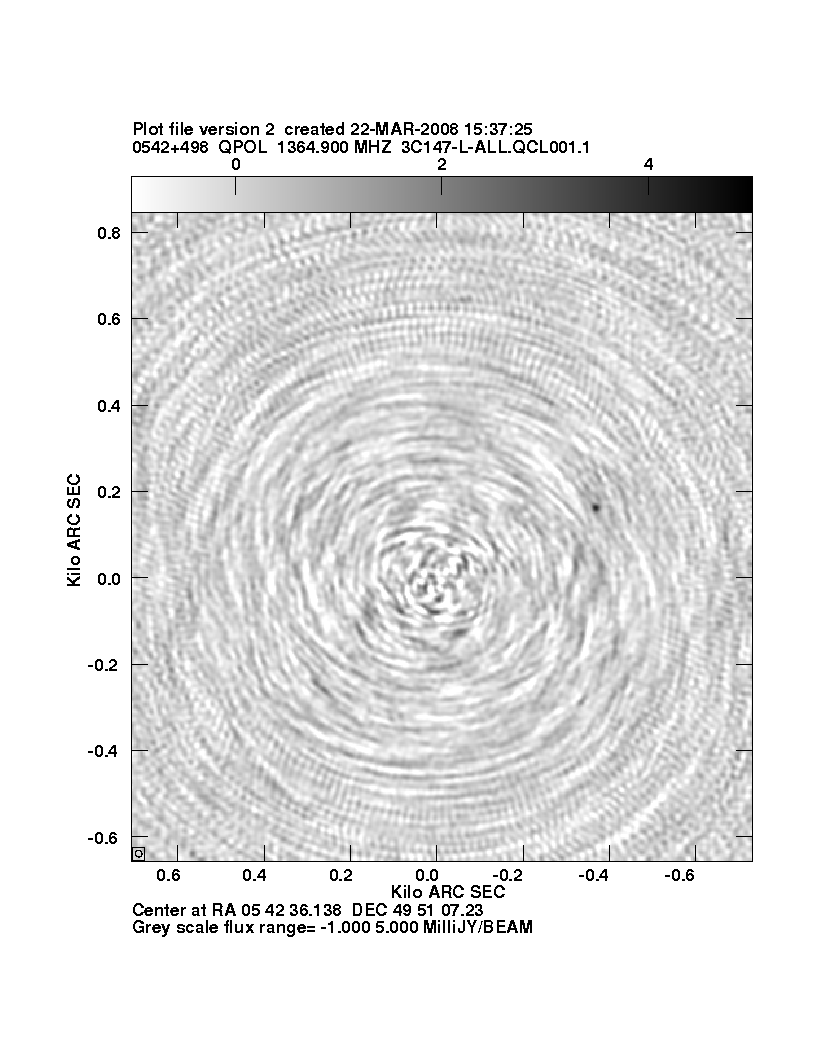 Plot file version 2 created 22-MAR-2008 15:37:25
0542+498 QPOL 1364.900 MHZ 3C147-L-ALL.QCL001.1
0 2 4
0.8
0.6
0.4
0.2
0.0
-0.2
-0.4
-0.6
Kilo ARC SEC
0.6 0.4 0.2 0.0 -0.2 -0.4 -0.6
Kilo ARC SEC
Center at RA 05 42 36.138 DEC 49 51 07.23
Grey scale flux range= -1.000 5.000 MilliJY/BEAM